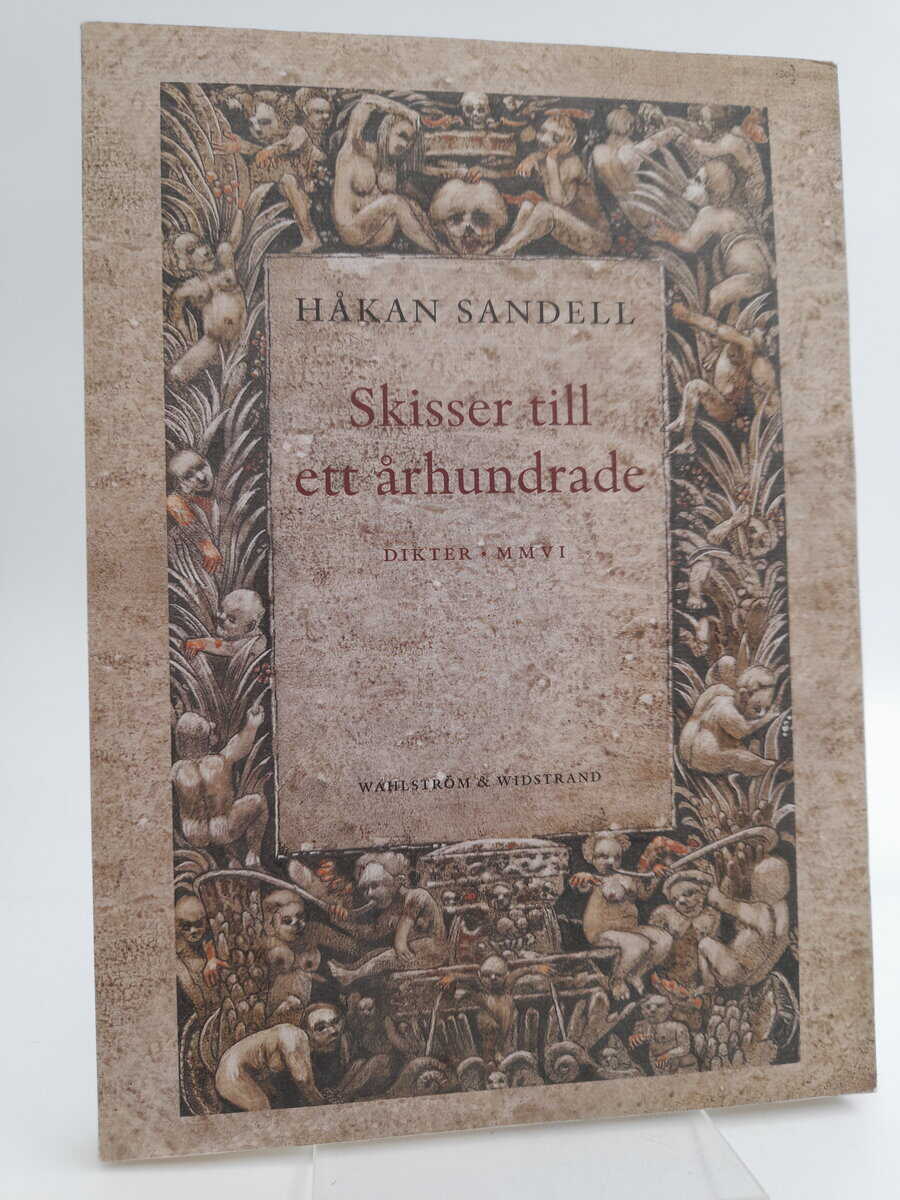 HÅKAN SANDELL
Skisser till
ett århundrade
DIKTER • MMVI
WAHLSTRÖM & WIDSTRAND